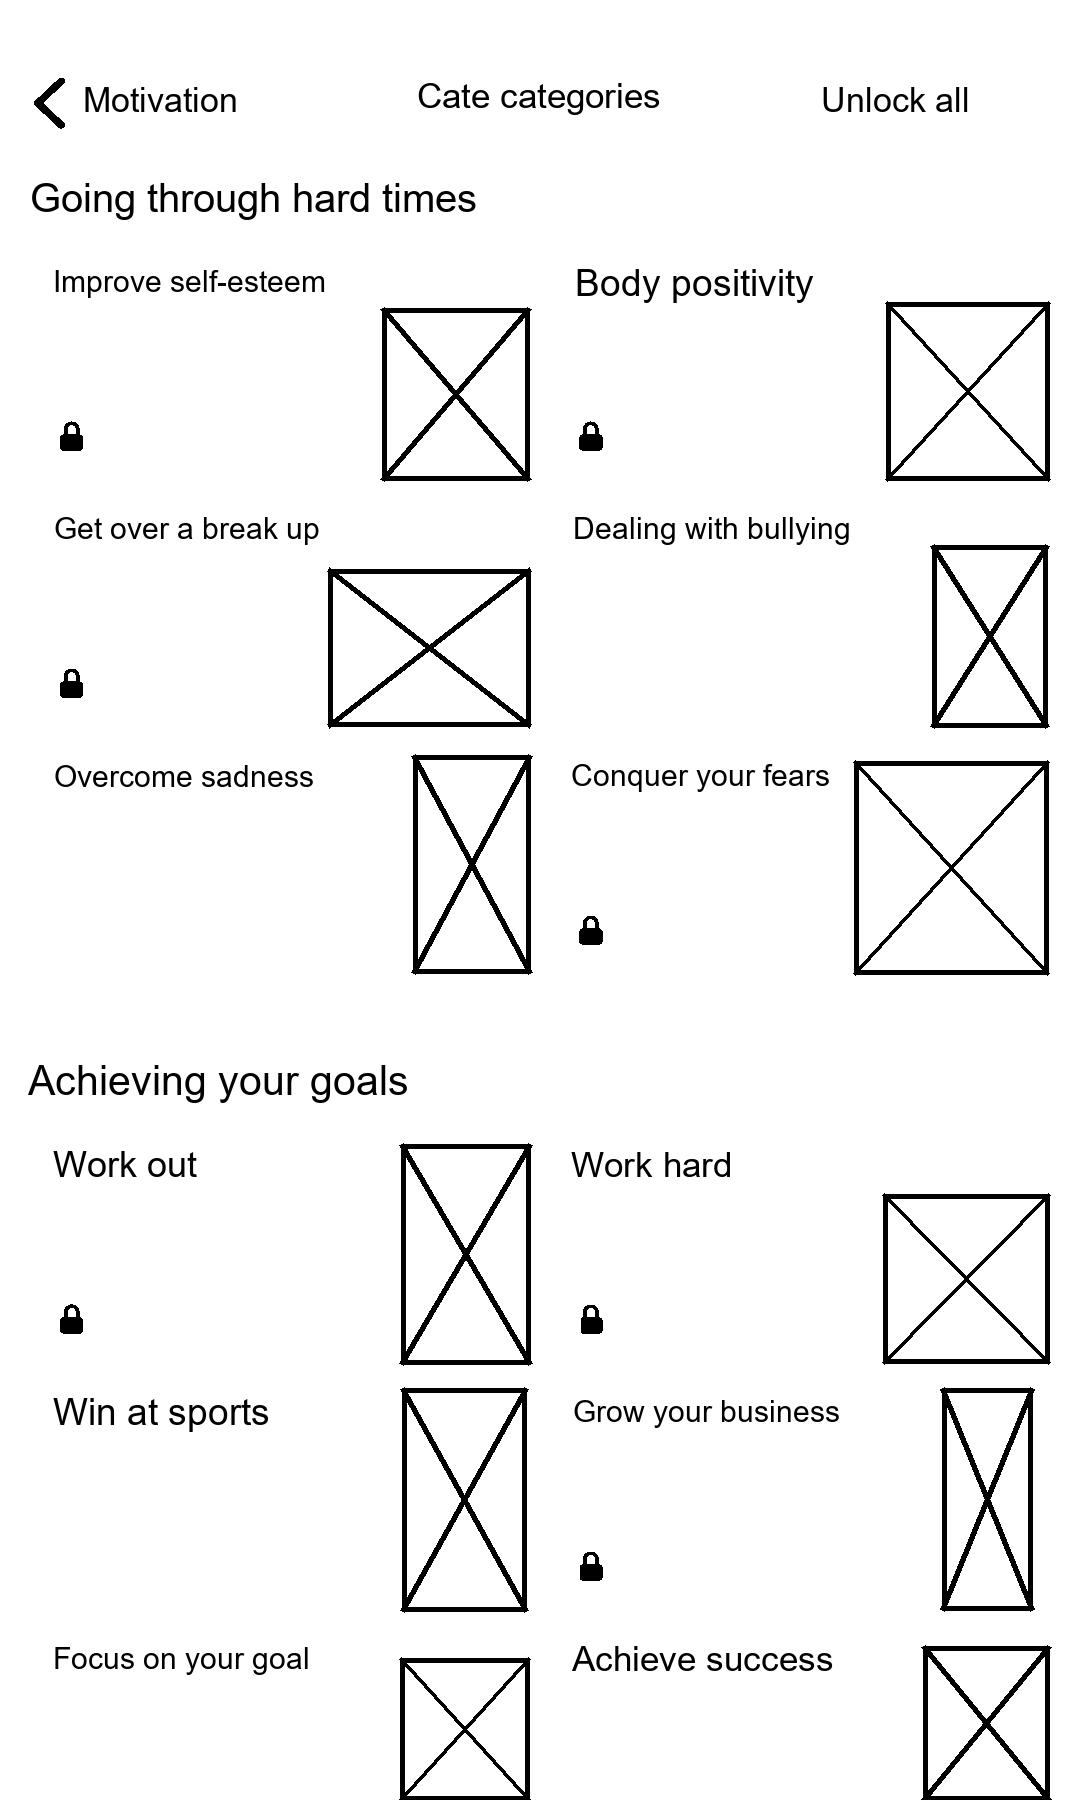 Motivation
Cate categories
Unlock all
Going through hard times
Improve self-esteem
Body positivity
Get over a break up
Dealing with bullying
Overcome sadness
Conquer your fears
Achieving your goals
Work out
Work hard
Win at sports
Grow your business
Focus on your goal
Achieve success